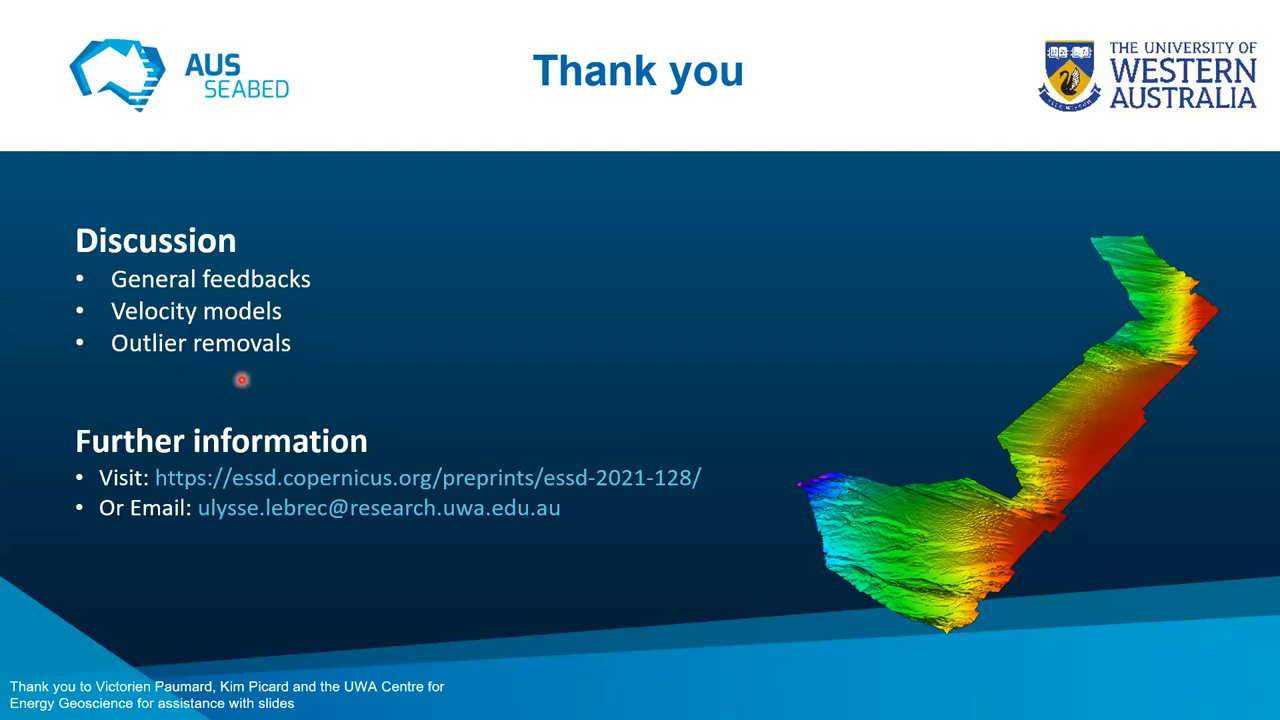 AUS
SEABED
Thank you
THE UNIVERSITY OF
WESTERN
AUSTRALIA
Discussion
• General feedbacks
• Velocity models
• Outlier removals
Further information
• Visit: https://essd.copernicus.org/preprints/essd-2021-128/
• Or Email: ulysse.lebrec@research.uwa.edu.au
Thank you to Victorien Paumard, Kim Picard and the UWA Centre for
Energy Geoscience for assistance with slides